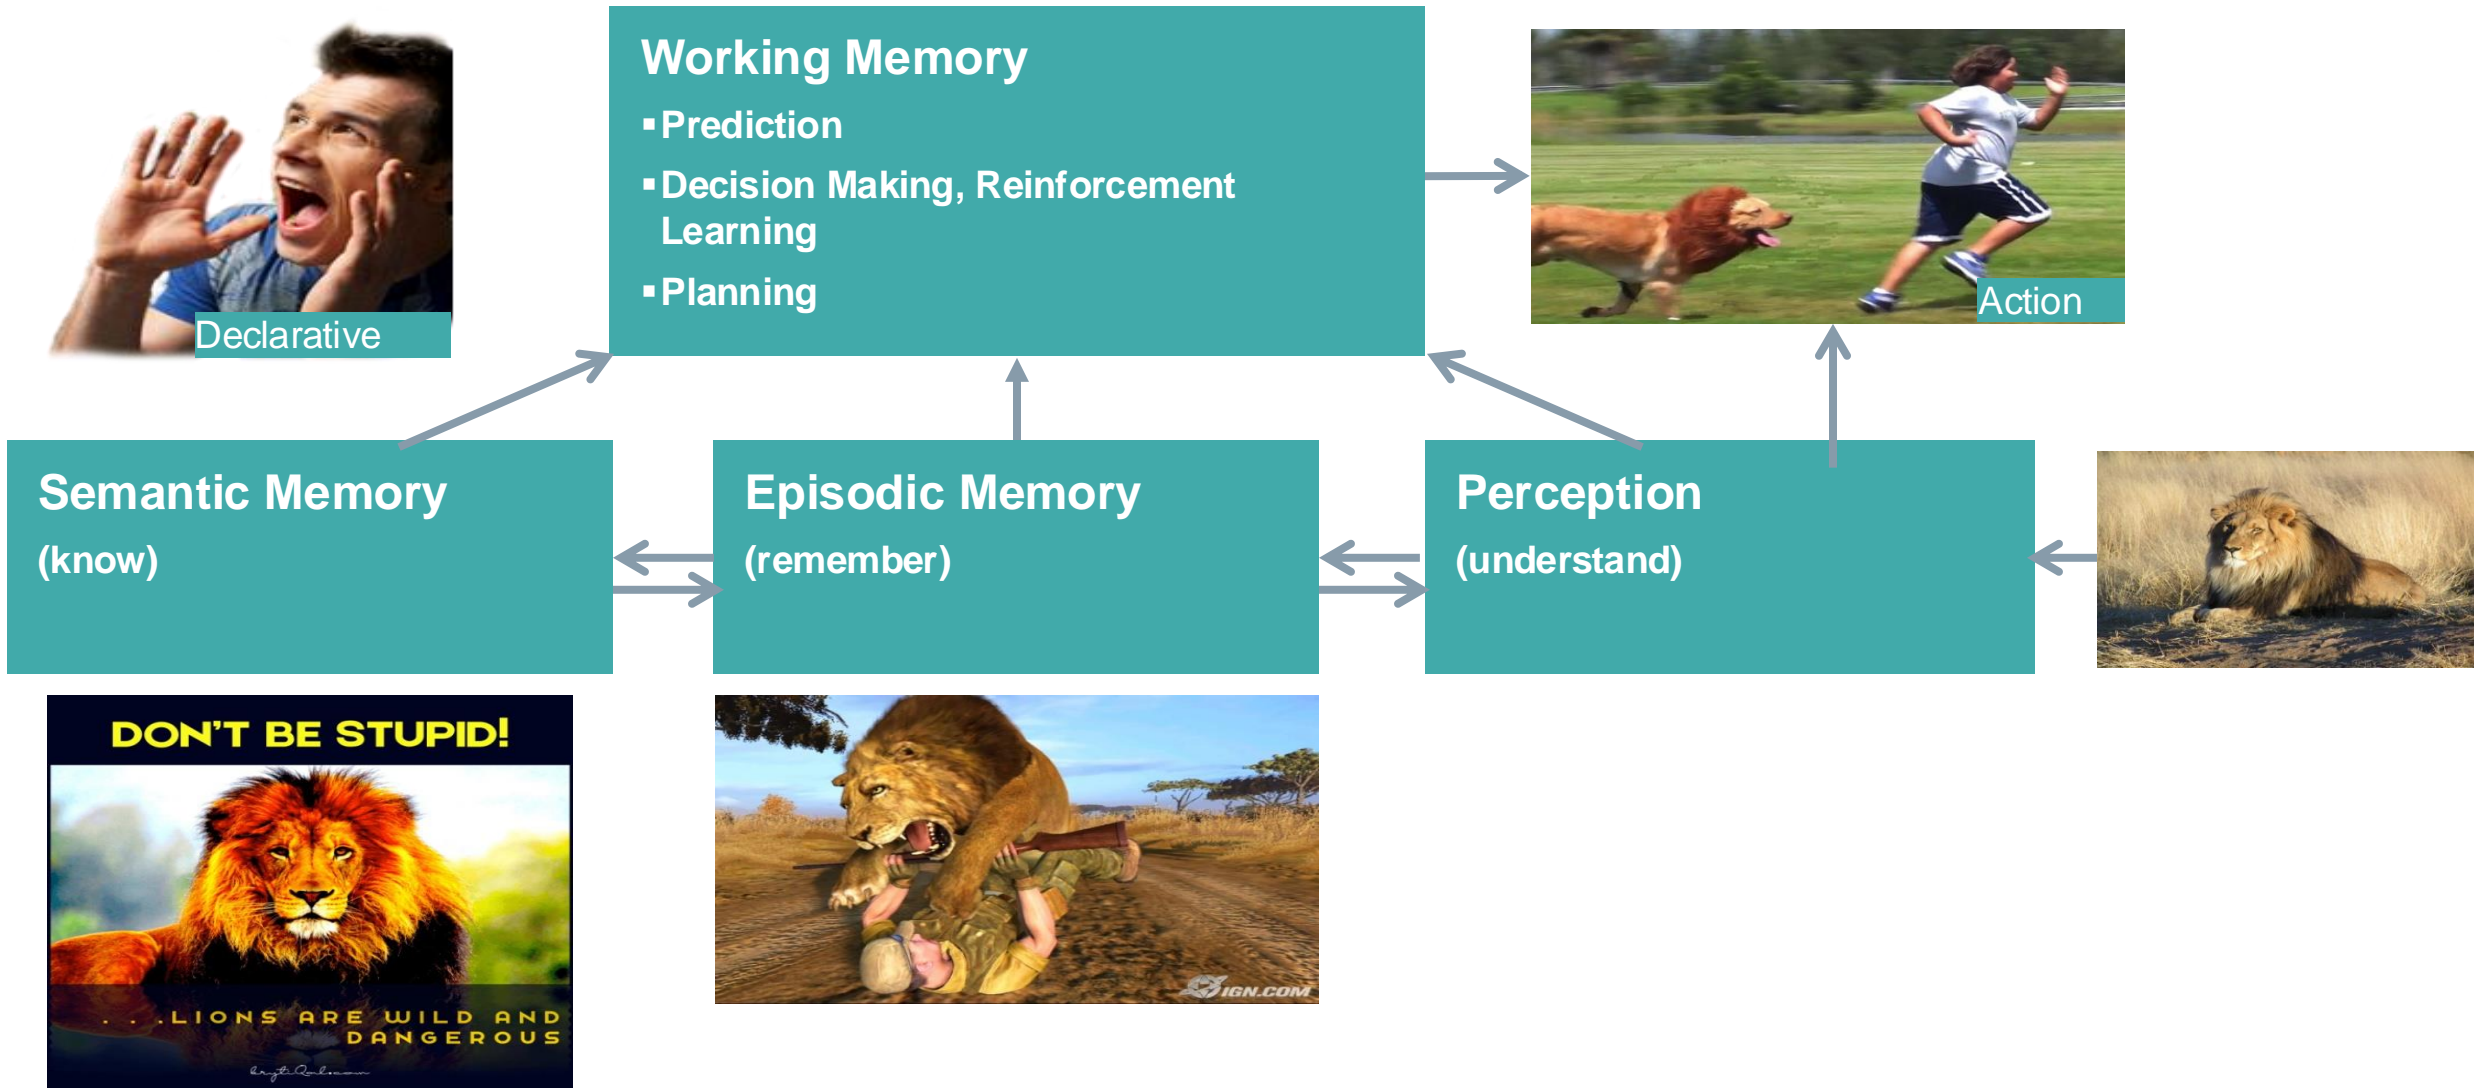 Working Memory
▪Prediction
▪Decision Making, Reinforcement
Learning
▪Planning
Declarative
Action
Semantic Memory
(know)
Episodic Memory
(remember)
Perception
(understand)
DON'T BE STUPID!
. . .LIONS ARE WILD AND
DANGEROUS
IGN.COM